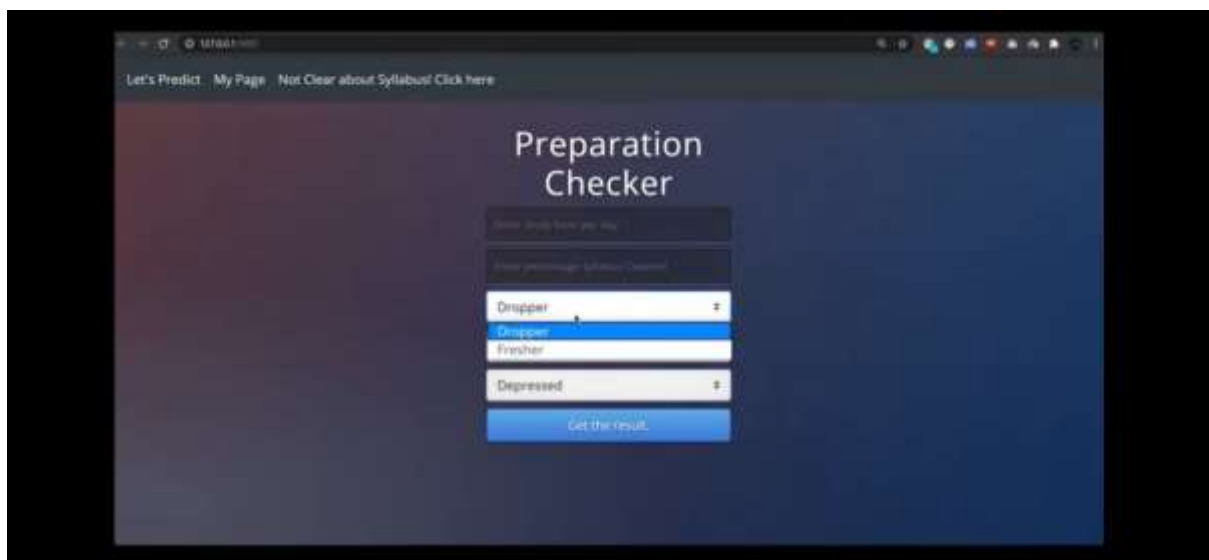 Let's Predict My Page Not Clear about Syllabus! Click here
Preparation
Checker
Dropper
Dropper
Fresher
Depressed
Get the result.